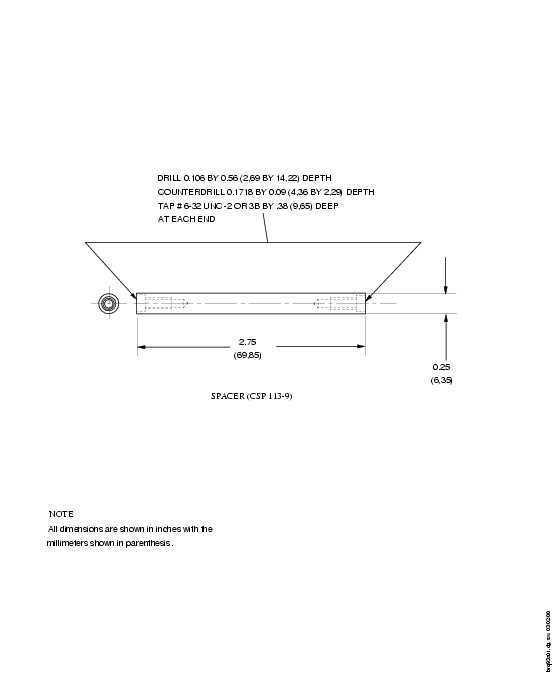 DRILL 0.106 BY 0.56 (2,69 BY 14,22) DEPTH
COUNTERDRILL 0.1718 BY 0.09 (4,36 BY 2,29) DEPTH
TAP # 6-32 UNC -2 OR 3B BY .38 (9,65) DEEP
AT EACH END
2.75
(69,85)
0.25
(6,35)
SPACER (CSP 113-9)
NOTE
All dimensions are shown in inches with the
millimeters shown in parenthesis.